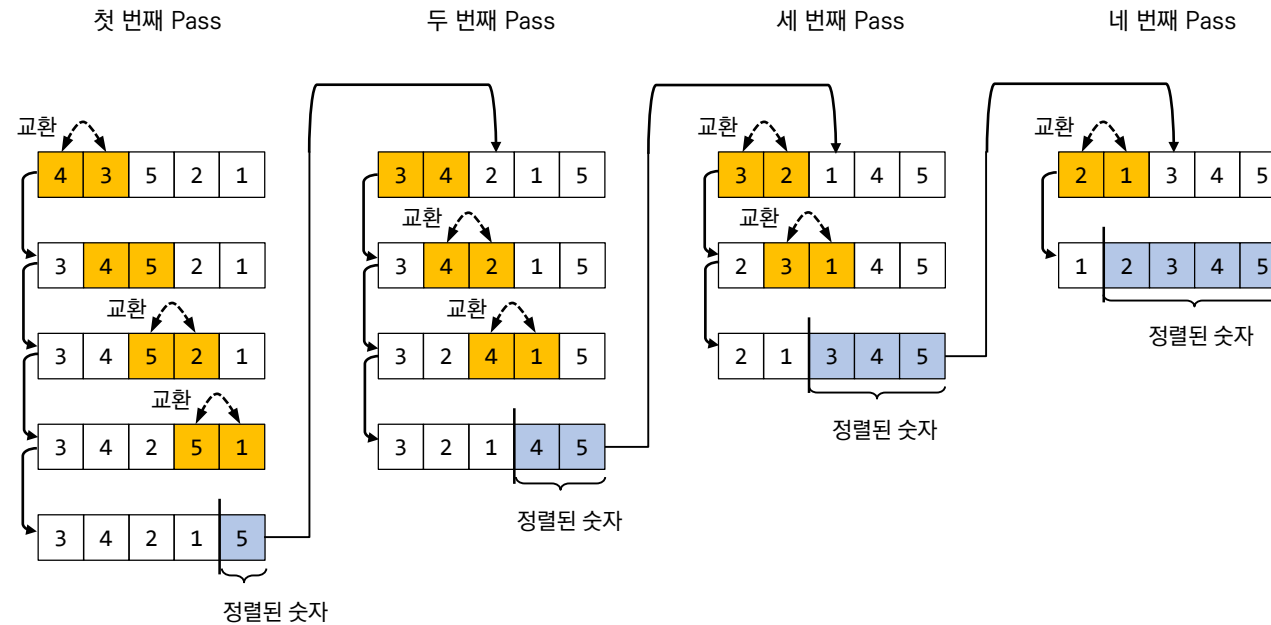 첫 번째 Pass
교환
4 3 5 2 1
3 4 5 2 1
교환
3 4 5 2 1
교환
3 4 2 5 1
3 4 2 1 5
정렬된 숫자
두 번째 Pass
3 4 2 1 5
교환
3 4 2 1 5
교환
3 2 4 1 5
3 2 1 4 5
정렬된 숫자
세 번째 Pass
교환
3 2 1 4 5
교환
2 3 1 4 5
2 1 3 4 5
정렬된 숫자
네 번째 Pass
교환
2 1 3 4 5
1 2 3 4 5
정렬된 숫자